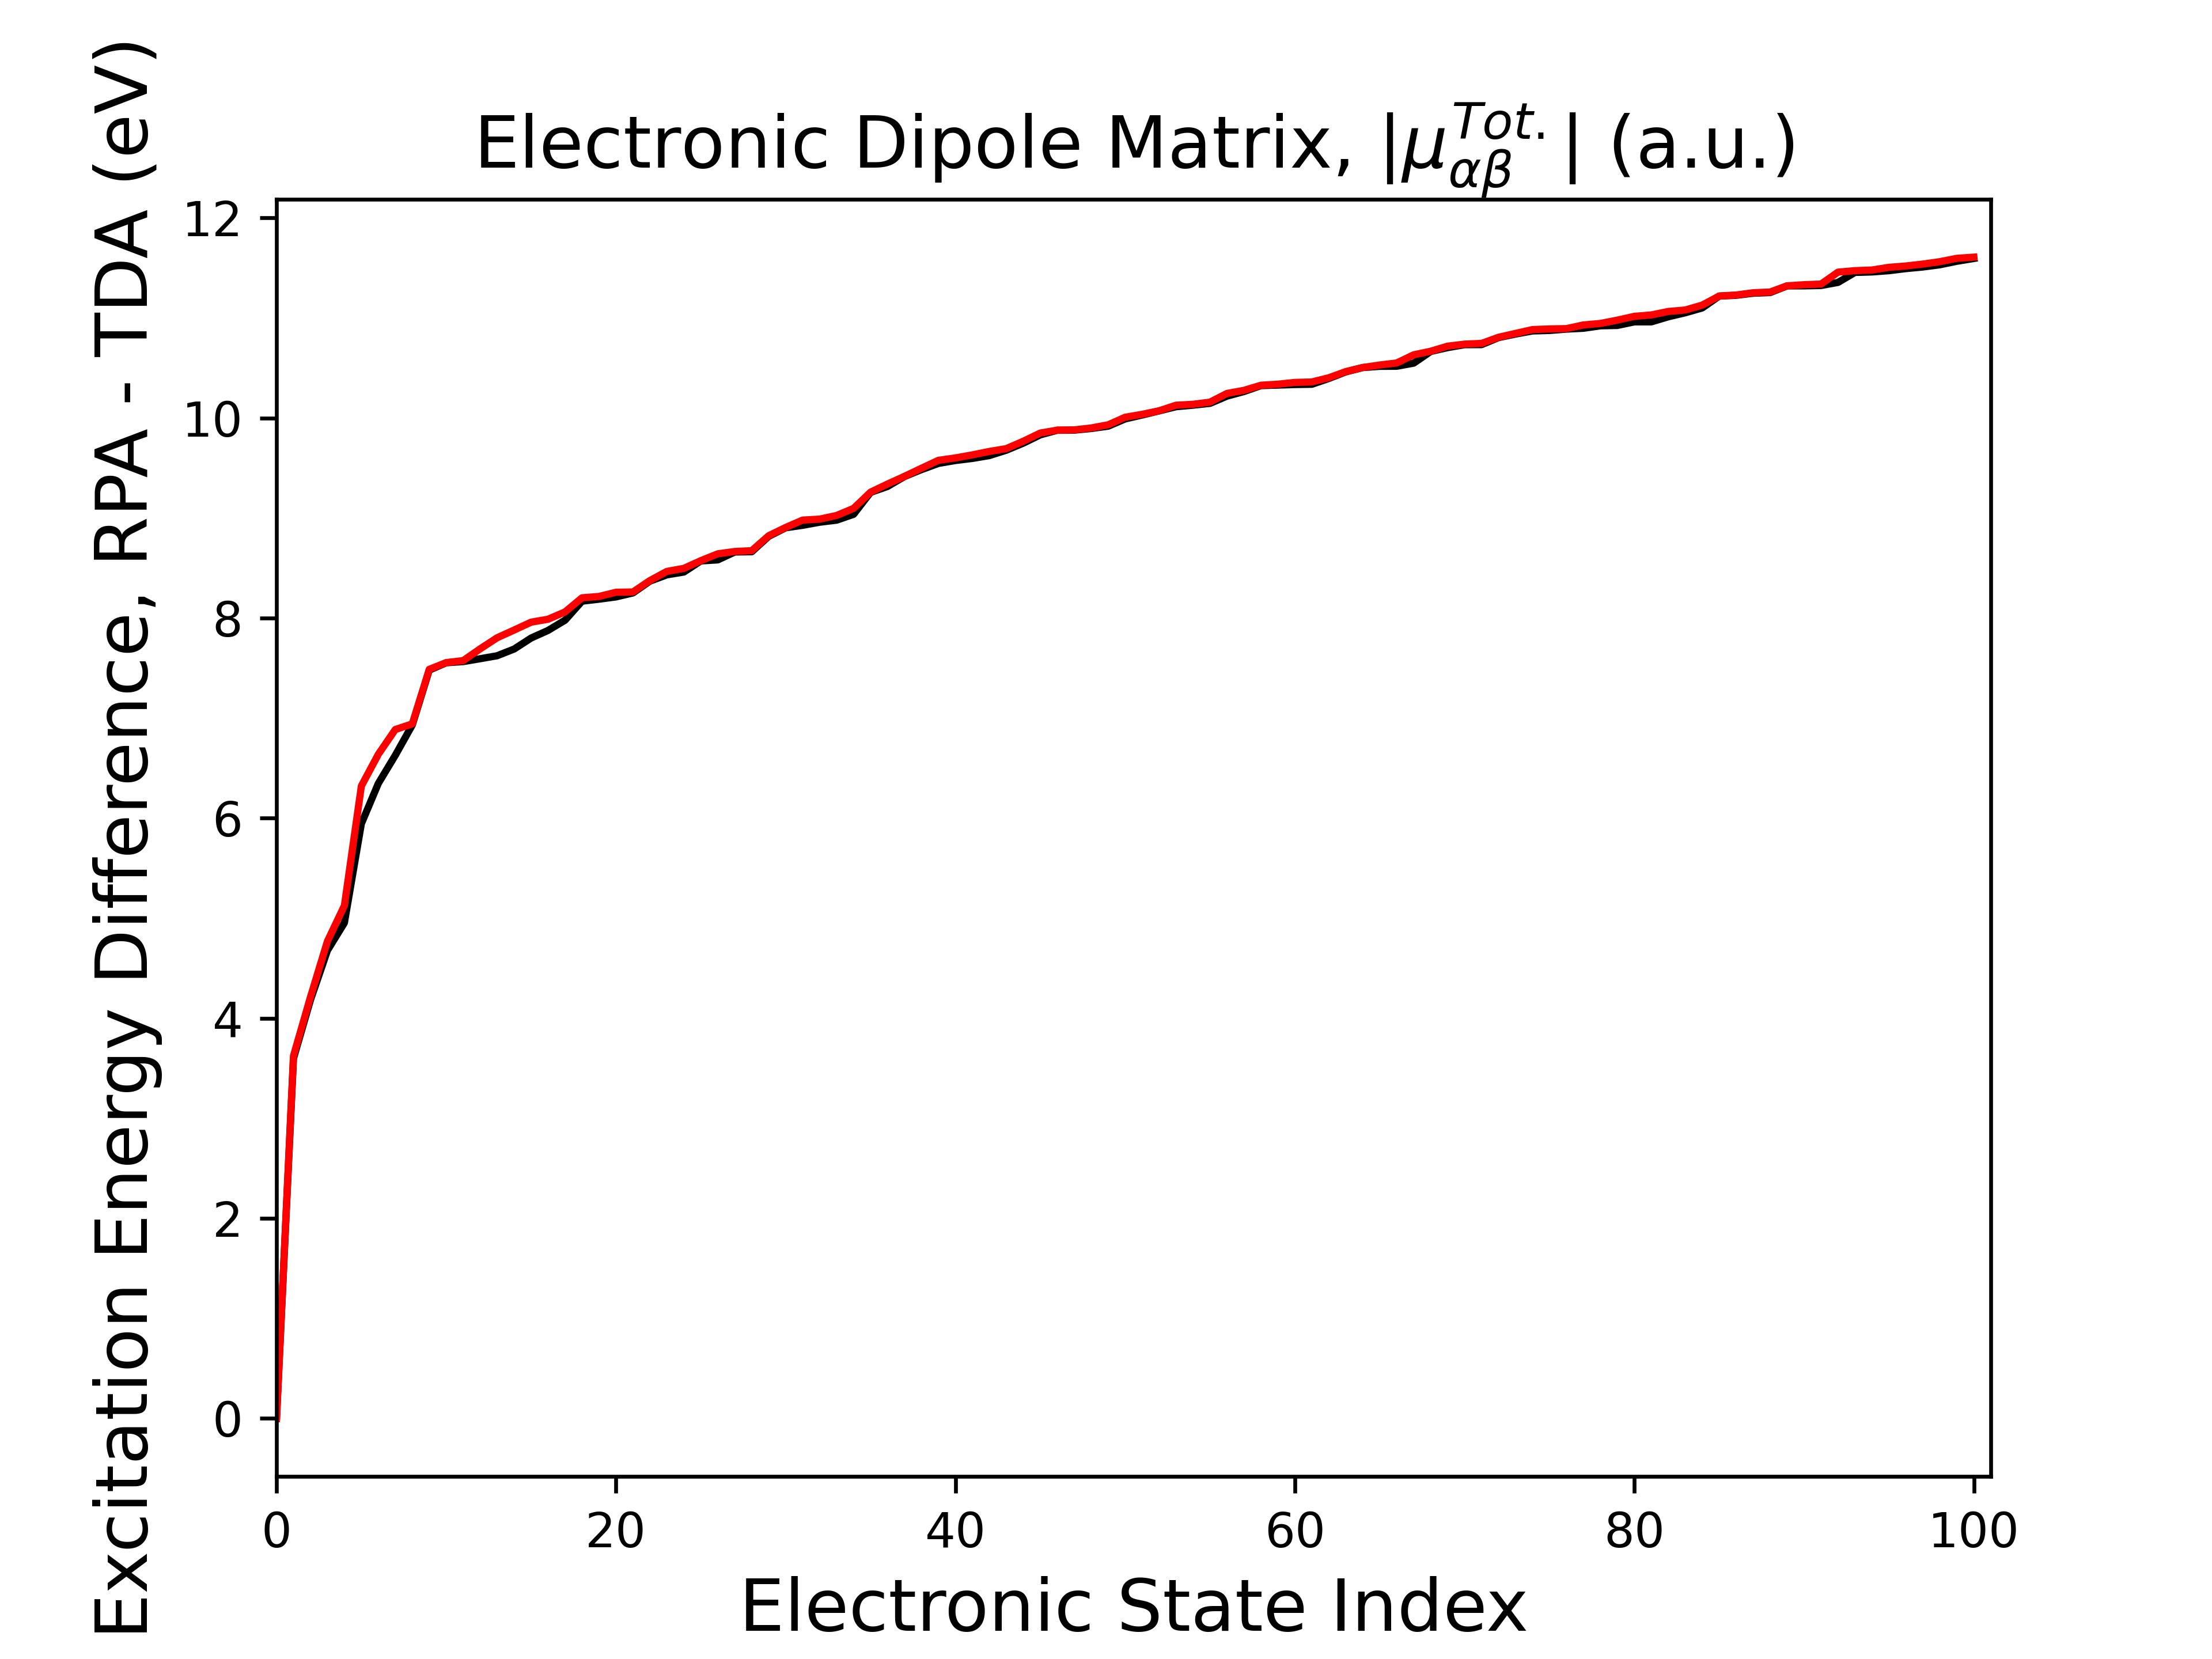 Electronic Dipole Matrix, |μ_{αβ}^{Tot.}| (a.u.)
Excitation Energy Difference, RPA - TDA (eV)
12
10
8
6
4
2
0
0 20 40 60 80 100
Electronic State Index